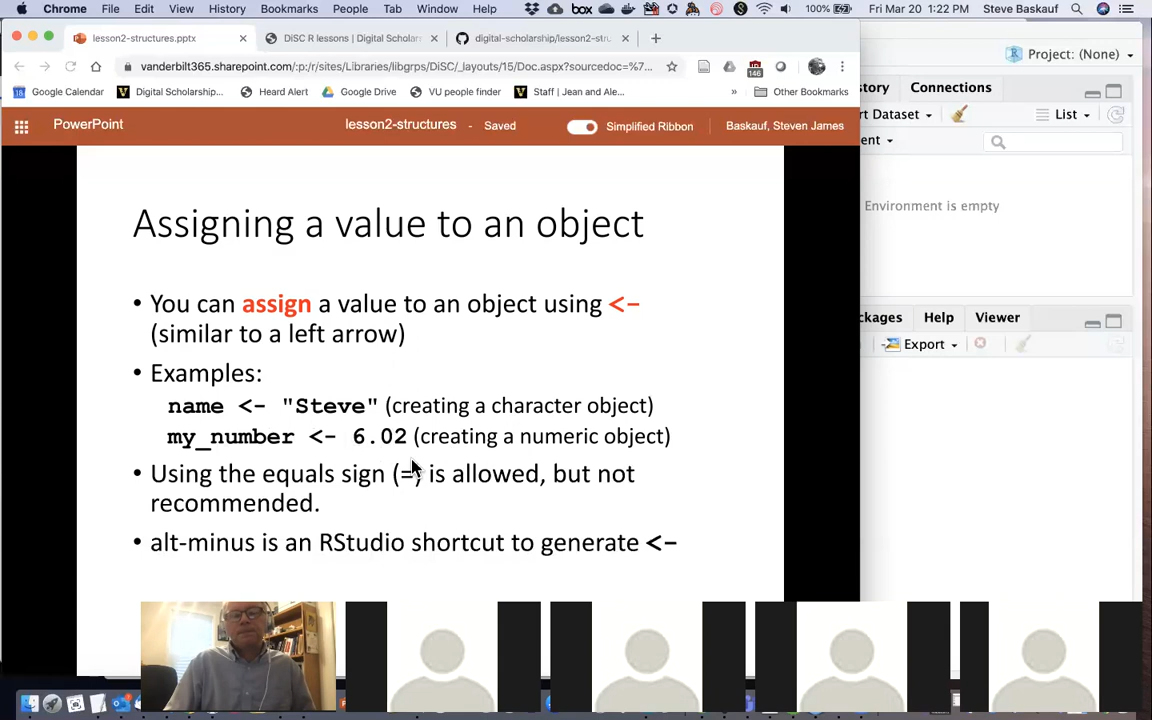 Chrome File Edit View History Bookmarks People Tab Window Help box 100% Fri Mar 20 1:22 PM Steve Baskauf
lesson2-structures.pptx DiSC R lessons | Digital Scholar digital-scholarship/lesson2-stru
Project: (None)
vanderbilt365.sharepoint.com/:p:/r/sites/Libraries/libgrps/DiSC/_layouts/15/Doc.aspx?sourcedoc=%7... 146
story Connections
Google Calendar Digital Scholarship... Heard Alert Google Drive VU people finder Staff | Jean and Ale... » Other Bookmarks
rt Dataset List
PowerPoint lesson2-structures - Saved Simplified Ribbon Baskauf, Steven James
ent
Environment is empty
Assigning a value to an object
• You can assign a value to an object using <-
(similar to a left arrow)
ckages Help Viewer
Export
• Examples:
name <- "Steve" (creating a character object)
my_number <- 6.02 (creating a numeric object)
• Using the equals sign (=) is allowed, but not
recommended.
• alt-minus is an RStudio shortcut to generate <-